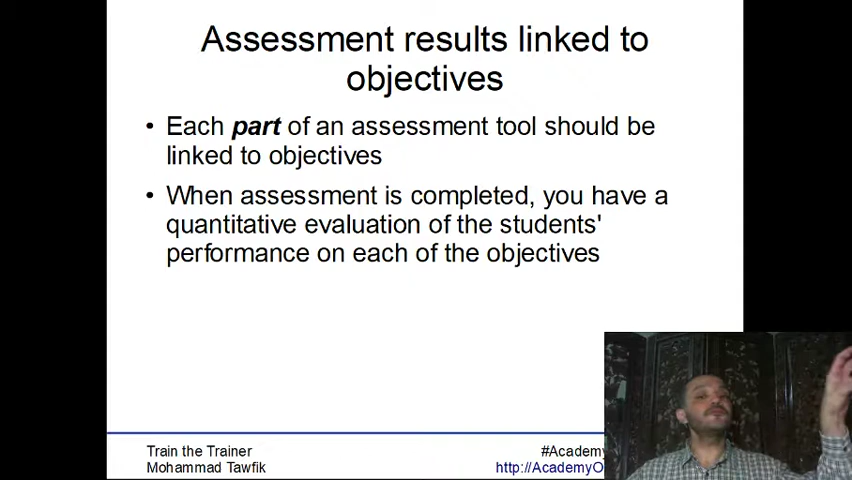 Assessment results linked to
objectives
• Each part of an assessment tool should be
linked to objectives
• When assessment is completed, you have a
quantitative evaluation of the students'
performance on each of the objectives
Train the Trainer
Mohammad Tawfik
#Academy
http://AcademyO